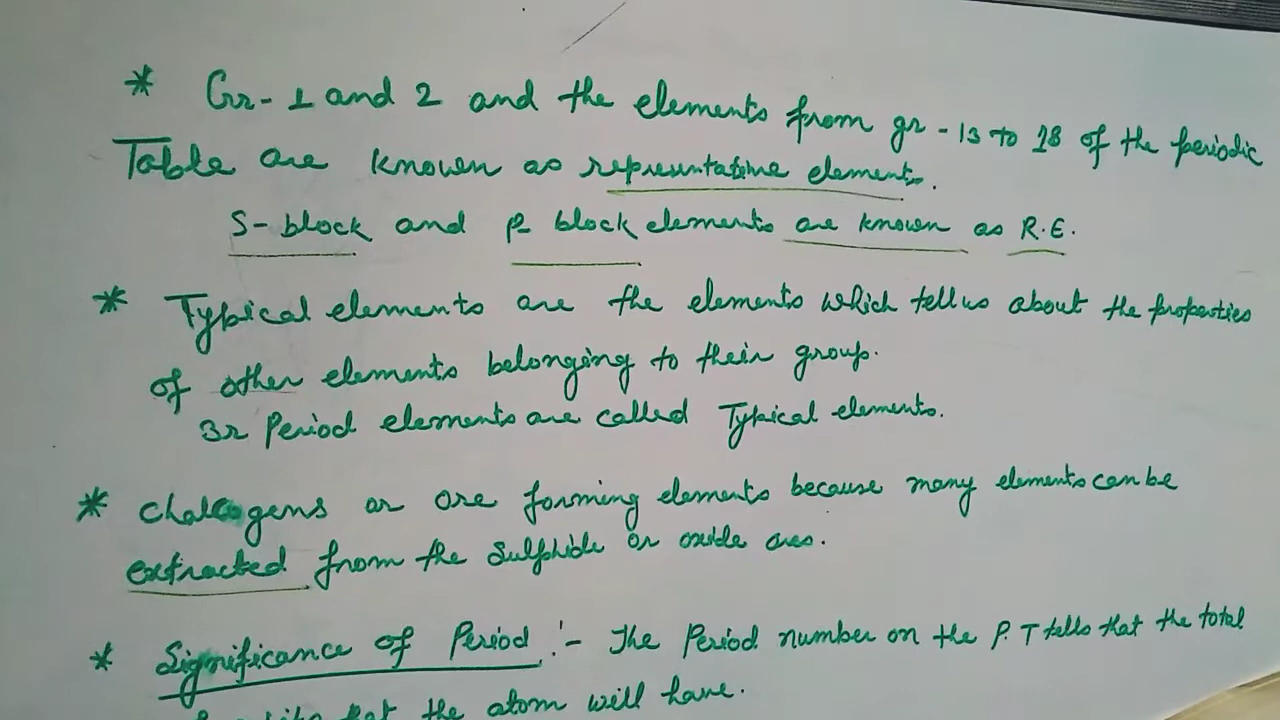 * Gr - 1 and 2 and the elements from gr - 13 to 18 of the periodic
Table are known as representative elements.
S-block and p block elements are known as R.E.
* Typical elements are the elements which tell us about the properties
of other elements belonging to their group.
3r Period elements are called Typical elements.
* chalcogens or ore forming elements because many elements can be
extracted from the sulphide or oxide ores.
* Significance of Period :- The Period number on the P.T tells that the total
that the atom will have.